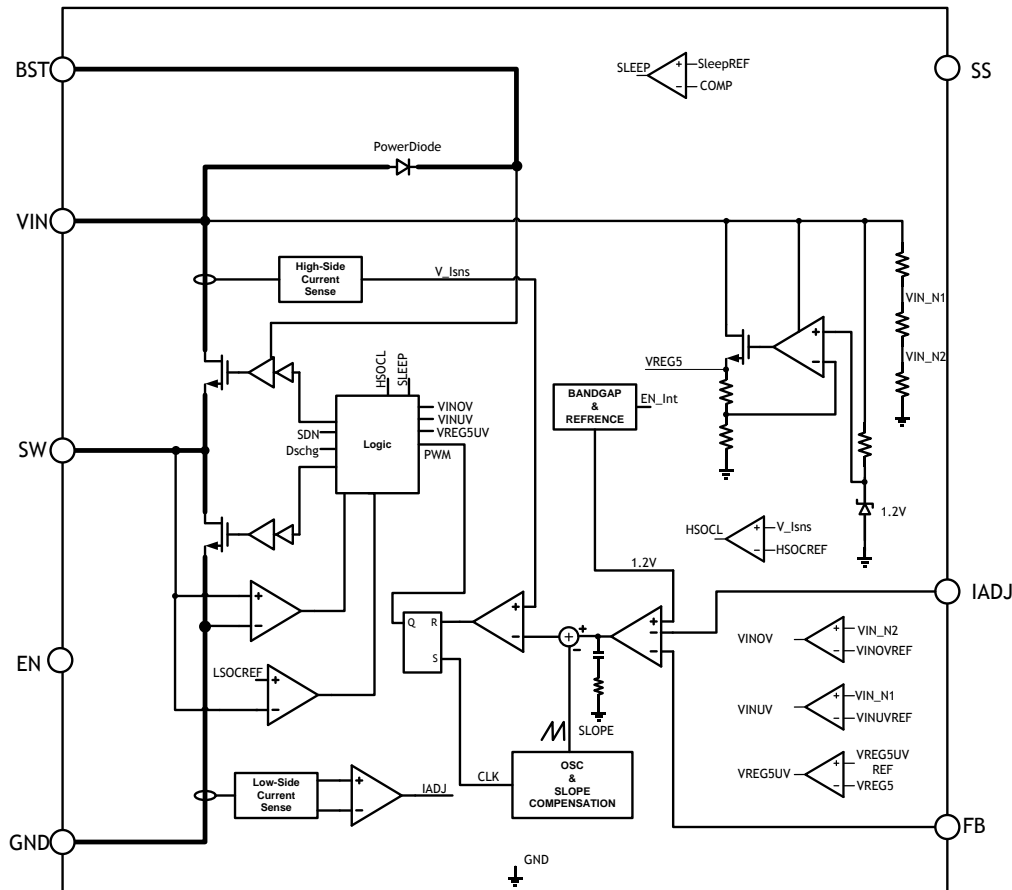 BST
SLEEP
+
SleepREF
-
COMP
SS
PowerDiode
VIN
High-Side
Current
Sense
V_Isns
VIN_N1
+
-
VREG5
VIN_N2
HSOCL
SLEEP
BANDGAP
&
REFRENCE
EN_Int
VINOV
VINUV
VREG5UV
SDN
Logic
Dschg
PWM
SW
1.2V
HSOCL
+
V_Isns
-
HSOCREF
1.2V
IADJ
+
-
Q
R
S
+
-
+
+
-
+
-
-
VINOV
+
VIN_N2
-
VINOVREF
EN
LSOCREF
+
-
VINUV
+
VIN_N1
-
VINUVREF
SLOPE
OSC
&
SLOPE
COMPENSATION
CLK
Low-Side
Current
Sense
+
-
IADJ
VREG5UV
+
VREG5UV
REF
-
VREG5
GND
FB
GND